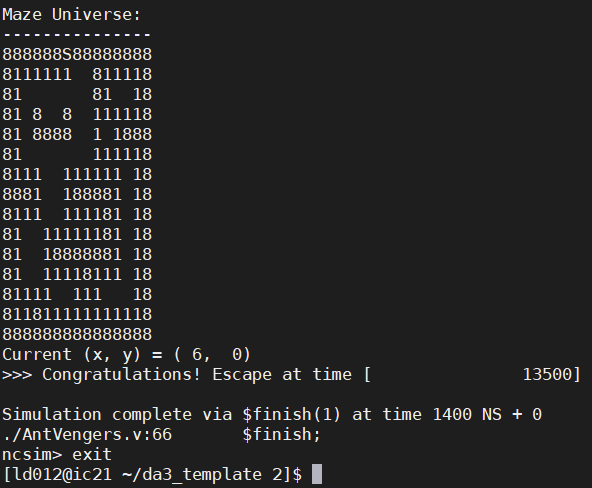 Maze Universe:
---------------
888888S88888888
8111111  811118
81       81  18
81 8  8  111118
81 8888  1 1888
81       111118
8111  111111 18
8881  188881 18
8111  111181 18
81  11111181 18
81  18888881 18
81  11118111 18
81111  111   18
811811111111118
888888888888888
Current (x, y) = ( 6,  0)
>>> Congratulations! Escape at time [               13500]
Simulation complete via $finish(1) at time 1400 NS + 0
./AntVengers.v:66       $finish;
ncsim> exit
[ld012@ic21 ~/da3_template 2]$